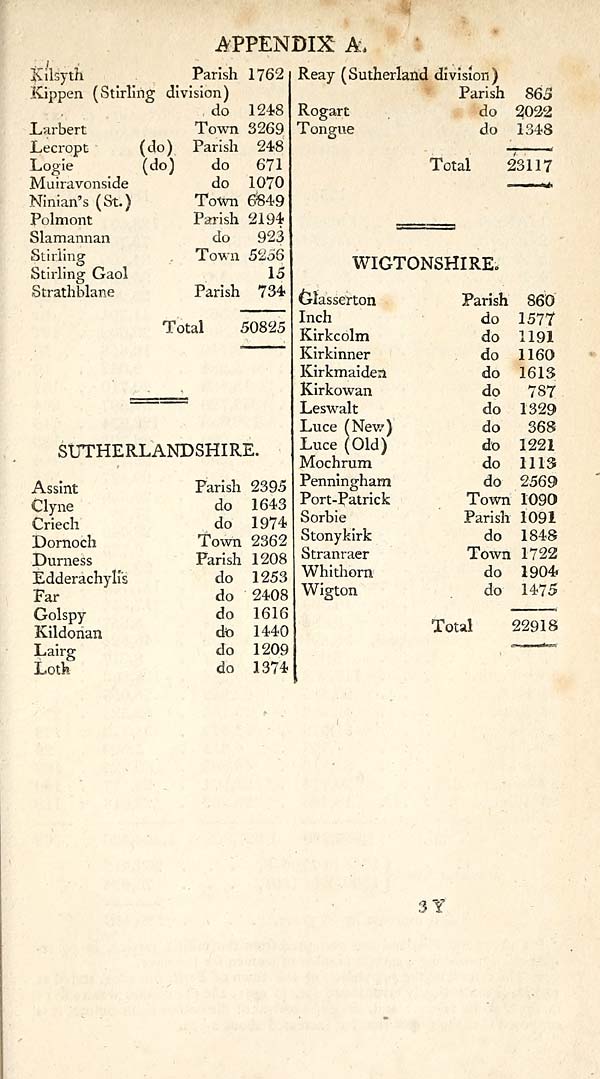 APPENDIX A.
Kilsyth Parish 1762
Kippen (Stirling division)
do 1248
Larbert Town 3269
Lecropt (do) Parish 248
Logie (do) do 671
Muiravonside do 1070
Ninian's (St.) Town 6849
Polmont Parish 2194
Slamannan do 923
Stirling Town 5256
Stirling Gaol 15
Strathblane Parish 734
Total 50825
SUTHERLANDSHIRE.
Assint Parish 2395
Clyne do 1643
Criech do 1974
Dornoch Town 2362
Durness Parish 1208
Edderachylis do 1253
Far do 2408
Golspy do 1616
Kildonan do 1440
Lairg do 1209
Loth do 1374
Reay (Sutherland division)
Parish 865
Rogart do 2022
Tongue do 1348
Total 23117
WIGTONSHIRE.
Glasserton Parish 860
Inch do 1577
Kirkcolm do 1191
Kirkinner do 1160
Kirkmaiden do 1613
Kirkowan do 787
Leswalt do 1329
Luce (New) do 368
Luce (Old) do 1221
Mochrum do 1113
Penningham do 2569
Port-Patrick Town 1090
Sorbie Parish 1091
Stonykirk do 1848
Stranraer Town 1722
Whithorn do 1904
Wigton do 1475
Total 22918
3 Y